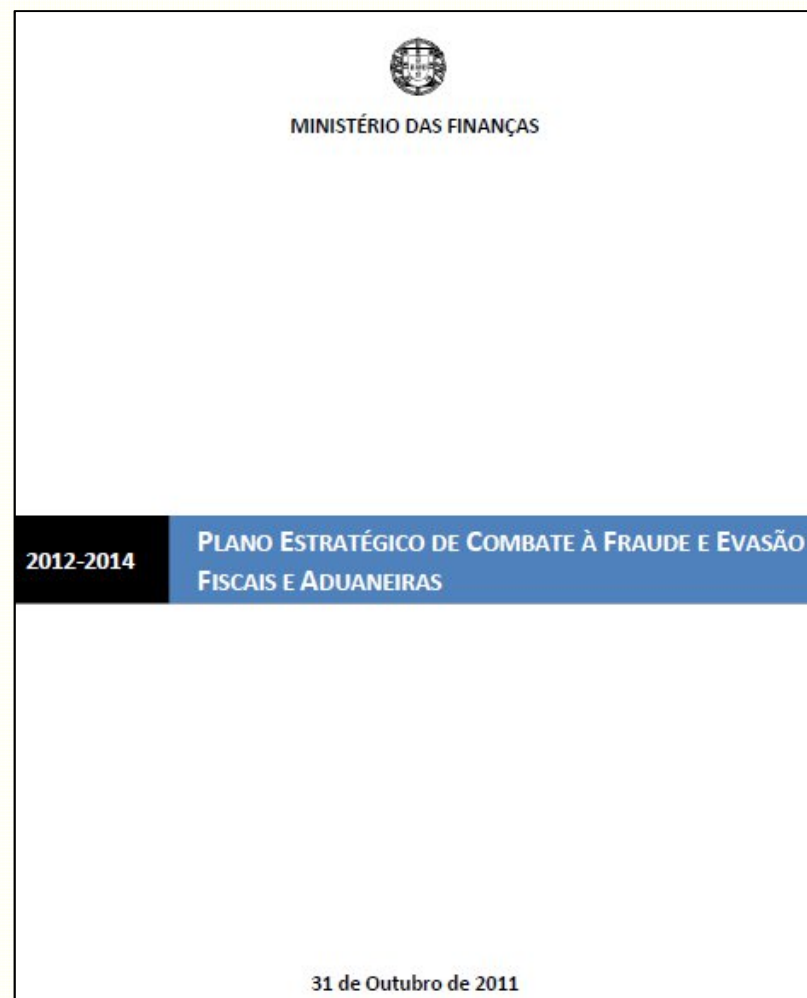 MINISTÉRIO DAS FINANÇAS
2012-2014
PLANO ESTRATÉGICO DE COMBATE À FRAUDE E EVASÃO
FISCAIS E ADUANEIRAS
31 de Outubro de 2011